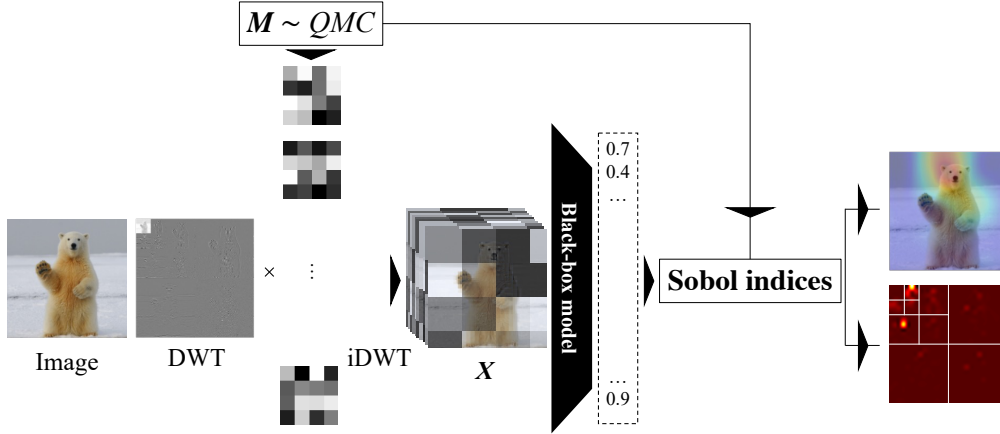 M ~ QMC
0.7
0.4
...
Black-box model
Sobol indices
×
⋮
Image
DWT
iDWT
X
...
0.9